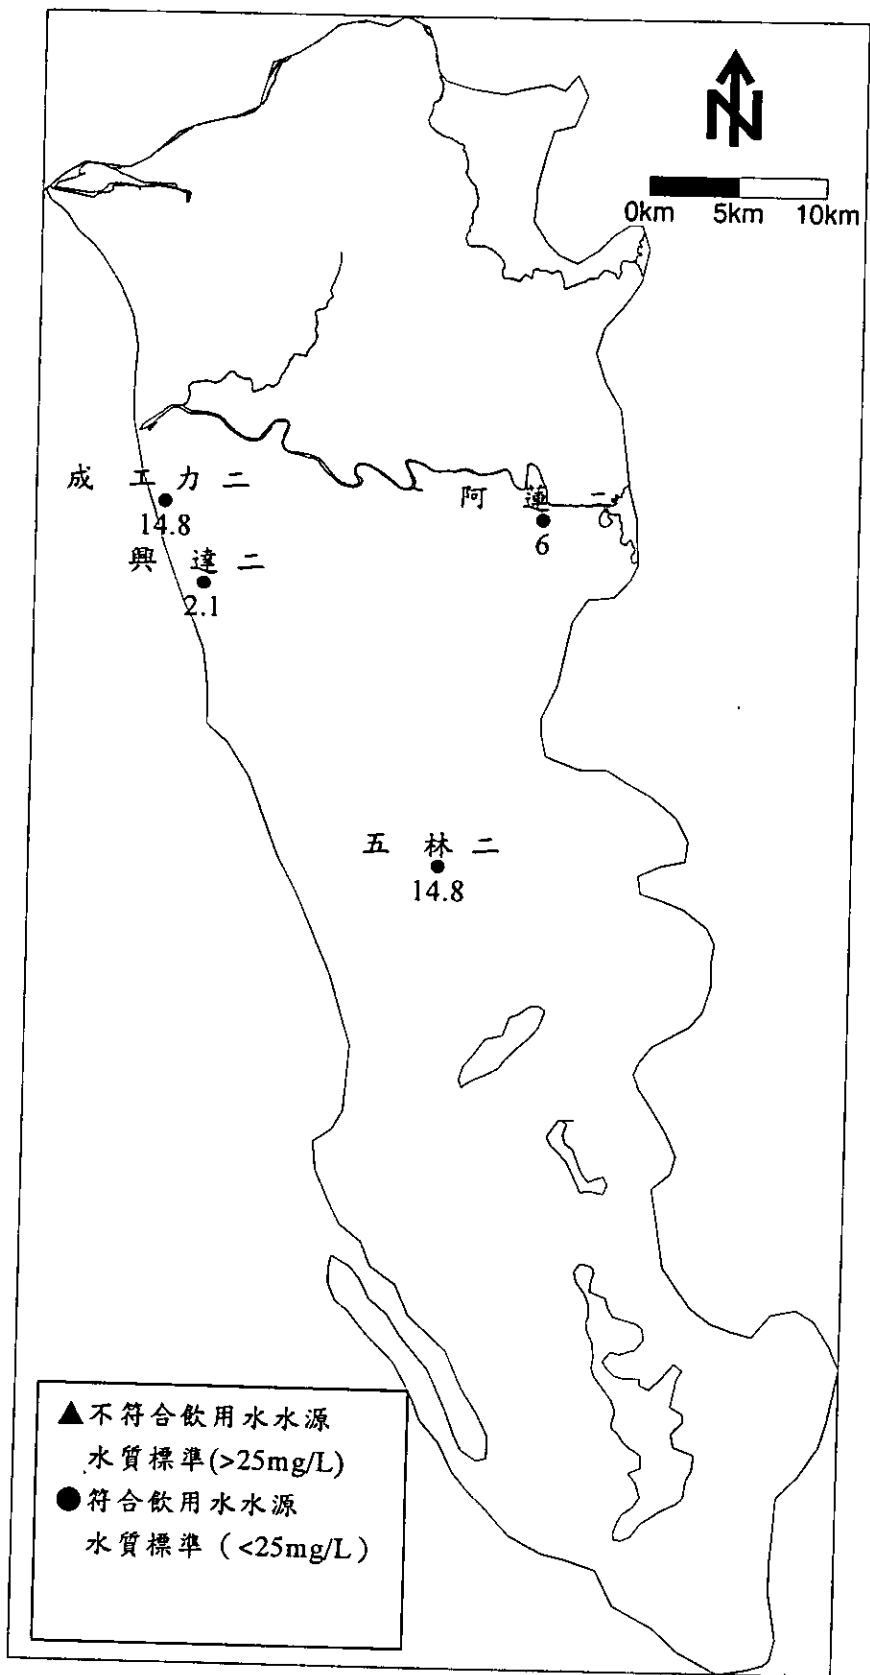 N
0km 5km 10km
成工力二
14.8
阿蓮二
6
興達二
2.1
五林二
14.8
▲不符合飲用水水源
水質標準(>25mg/L)
●符合飲用水水源
水質標準(<25mg/L)